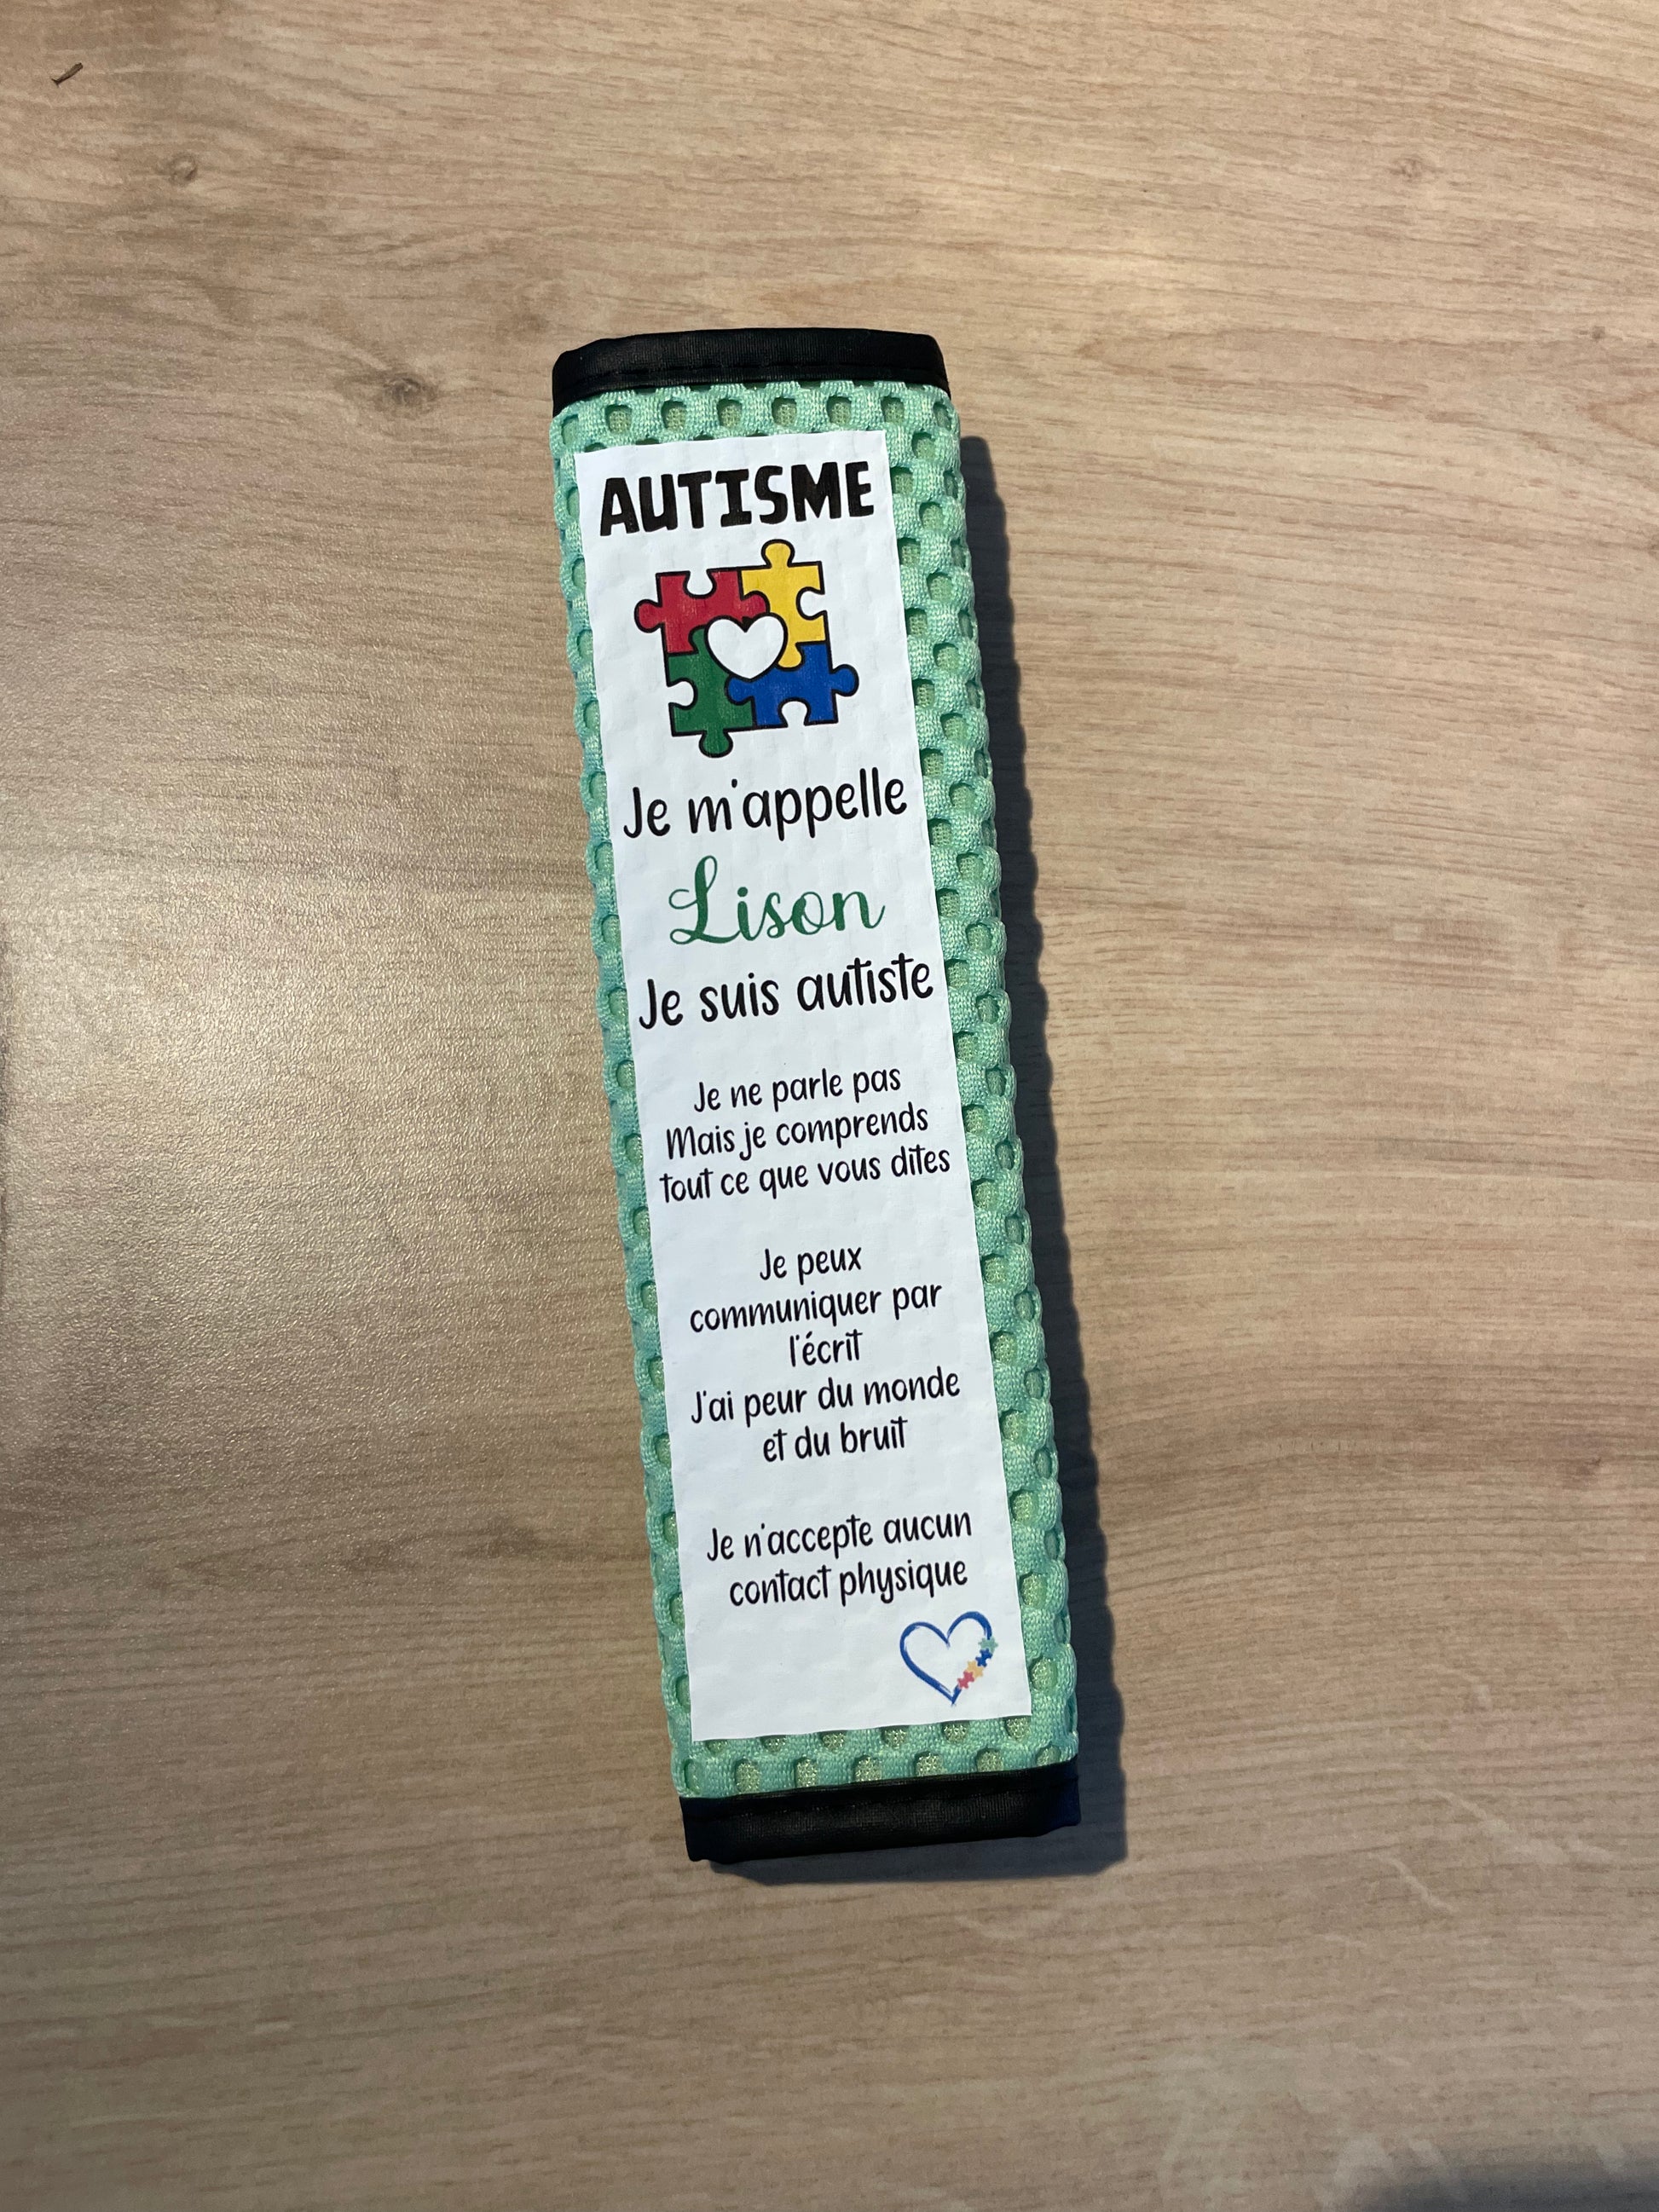 AUTISME
Je m'appelle
Lison
Je suis autiste
Je ne parle pas
Mais je comprends
tout ce que vous dites
Je peux
communiquer par
l'écrit
J'ai peur du monde
et du bruit
Je n'accepte aucun
contact physique